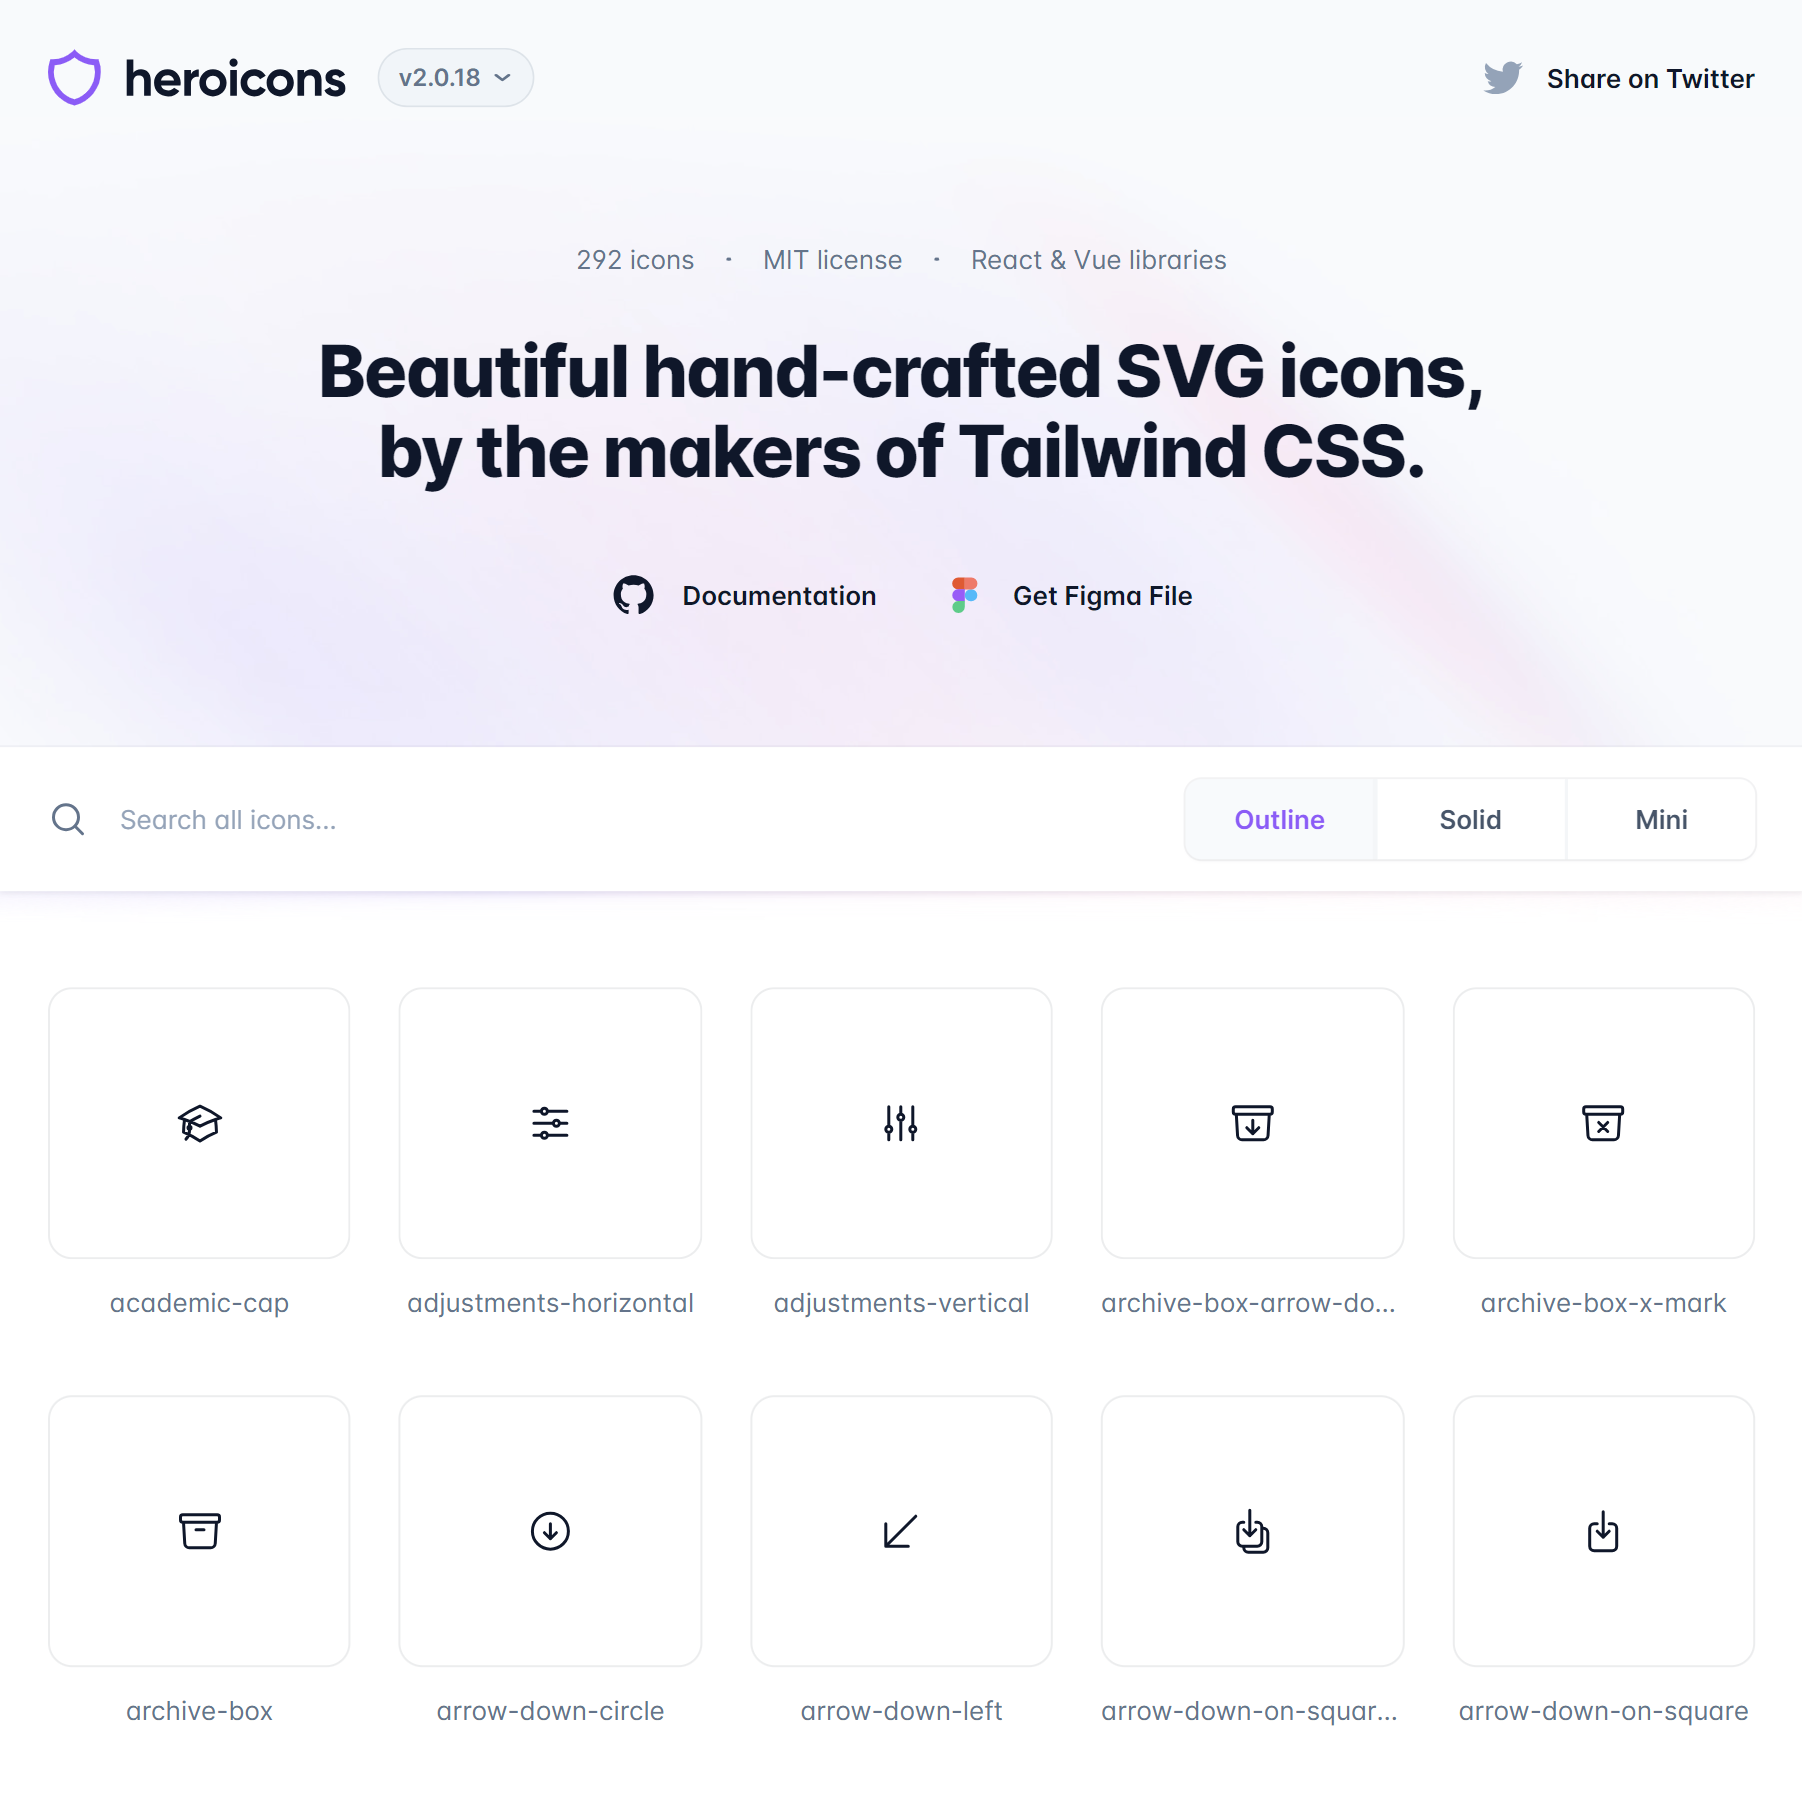 heroicons
v2.0.18
Share on Twitter
292 icons · MIT license · React & Vue libraries
Beautiful hand-crafted SVG icons,
by the makers of Tailwind CSS.
Documentation
Get Figma File
Search all icons...
Outline
Solid
Mini
academic-cap
adjustments-horizontal
adjustments-vertical
archive-box-arrow-do...
archive-box-x-mark
archive-box
arrow-down-circle
arrow-down-left
arrow-down-on-squar...
arrow-down-on-square